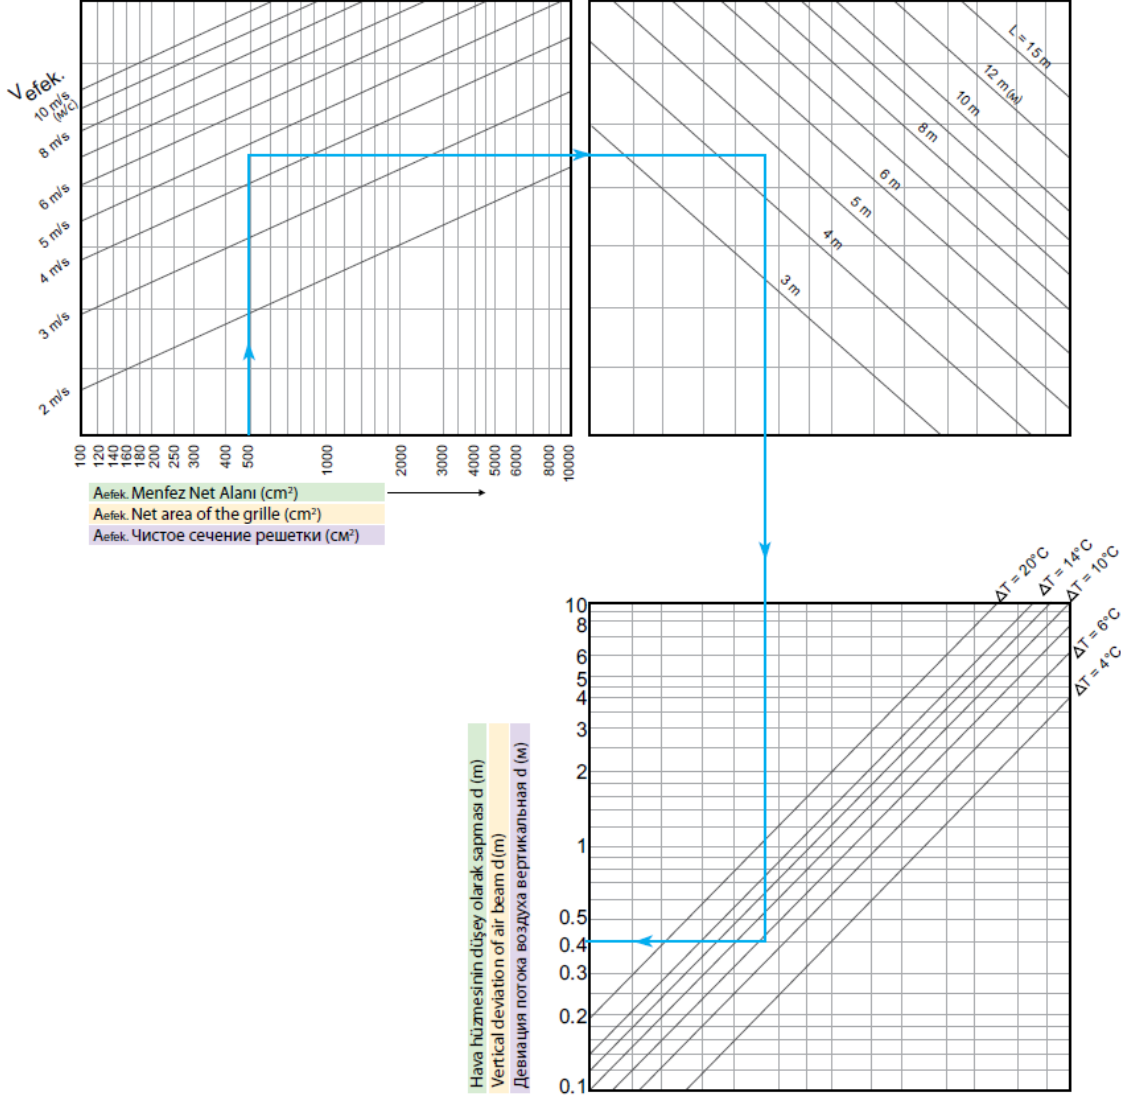 Vefek.
10 m/s
(м/с)
8 m/s
6 m/s
5 m/s
4 m/s
3 m/s
2 m/s
L = 15 m
12 m(м)
10 m
8 m
6 m
5 m
4 m
3 m
100 120 140 160 180 200 250 300 400 500 1000 2000 3000 4000 5000 6000 8000 10000
Aefek. Menfez Net Alanı (cm²)
Aefek. Net area of the grille (cm²)
Aefek. Чистое сечение решетки (см²)
ΔT = 20°C
ΔT = 14°C
ΔT = 10°C
ΔT = 6°C
ΔT = 4°C
10
8
6
5
4
3
2
1
0.5
0.4
0.3
0.2
0.1
Hava hüzmesinin düşey olarak sapması d (m)
Vertical deviation of air beam d (m)
Девиация потока воздуха вертикальная d (м)